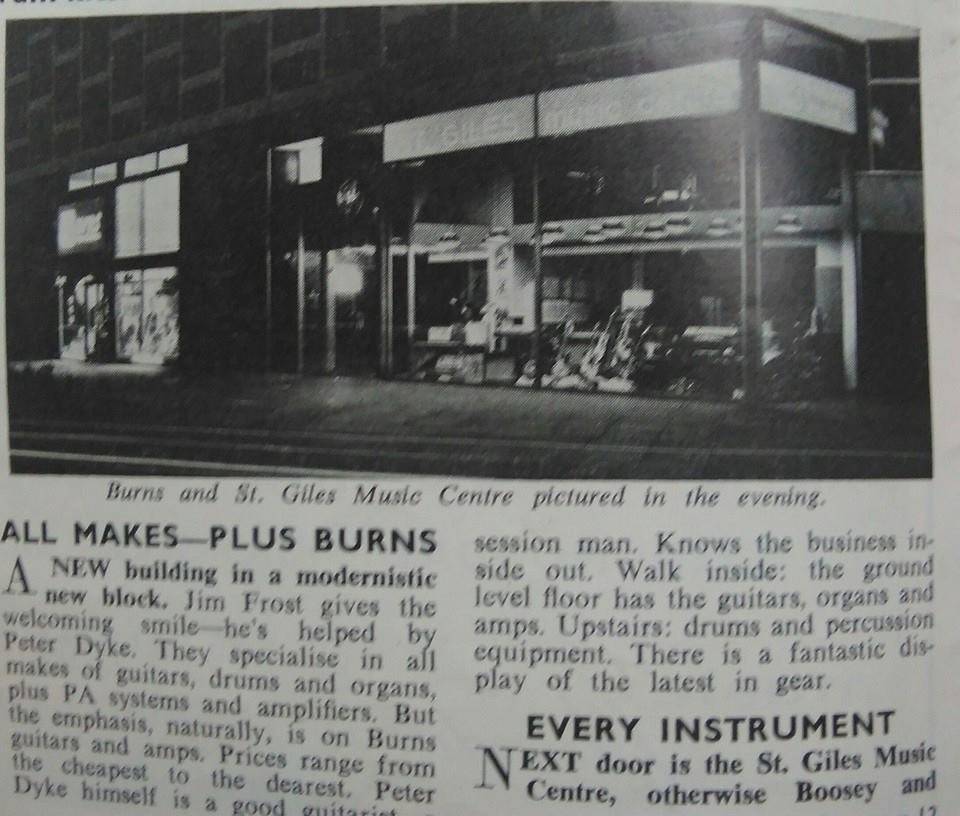 ST. GILES music centre
Burns and St. Giles Music Centre pictured in the evening.
ALL MAKES—PLUS BURNS
A NEW building in a modernistic
new block. Jim Frost gives the
welcoming smile—he's helped by
Peter Dyke. They specialise in all
makes of guitars, drums and organs,
plus PA systems and amplifiers. But
the emphasis, naturally, is on Burns
guitars and amps. Prices range from
the cheapest to the dearest. Peter
Dyke himself is a good guitarist
session man. Knows the business in-
side out. Walk inside: the ground
level floor has the guitars, organs and
amps. Upstairs: drums and percussion
equipment. There is a fantastic dis-
play of the latest in gear.
EVERY INSTRUMENT
NEXT door is the St. Giles Music
Centre, otherwise Boosey and